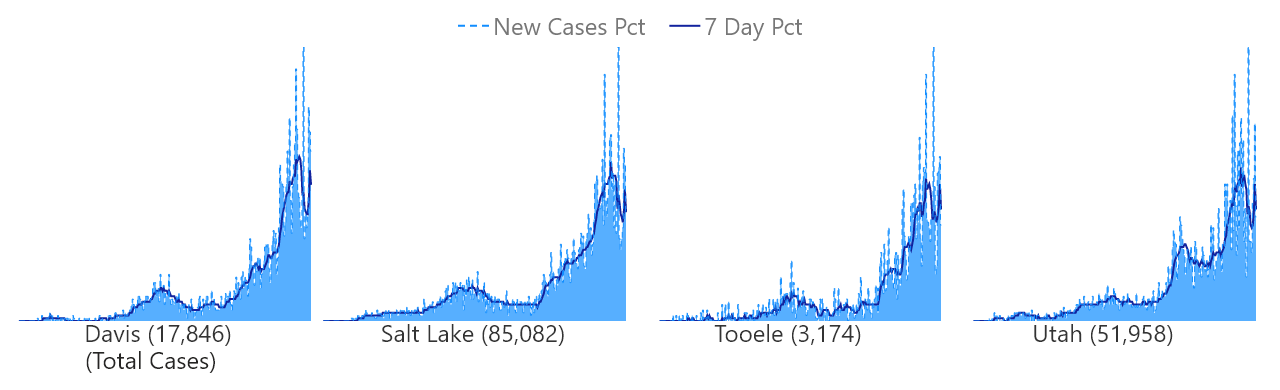 New Cases Pct 7 Day Pct
Davis (17,846) Salt Lake (85,082) Tooele (3,174) Utah (51,958)
(Total Cases)